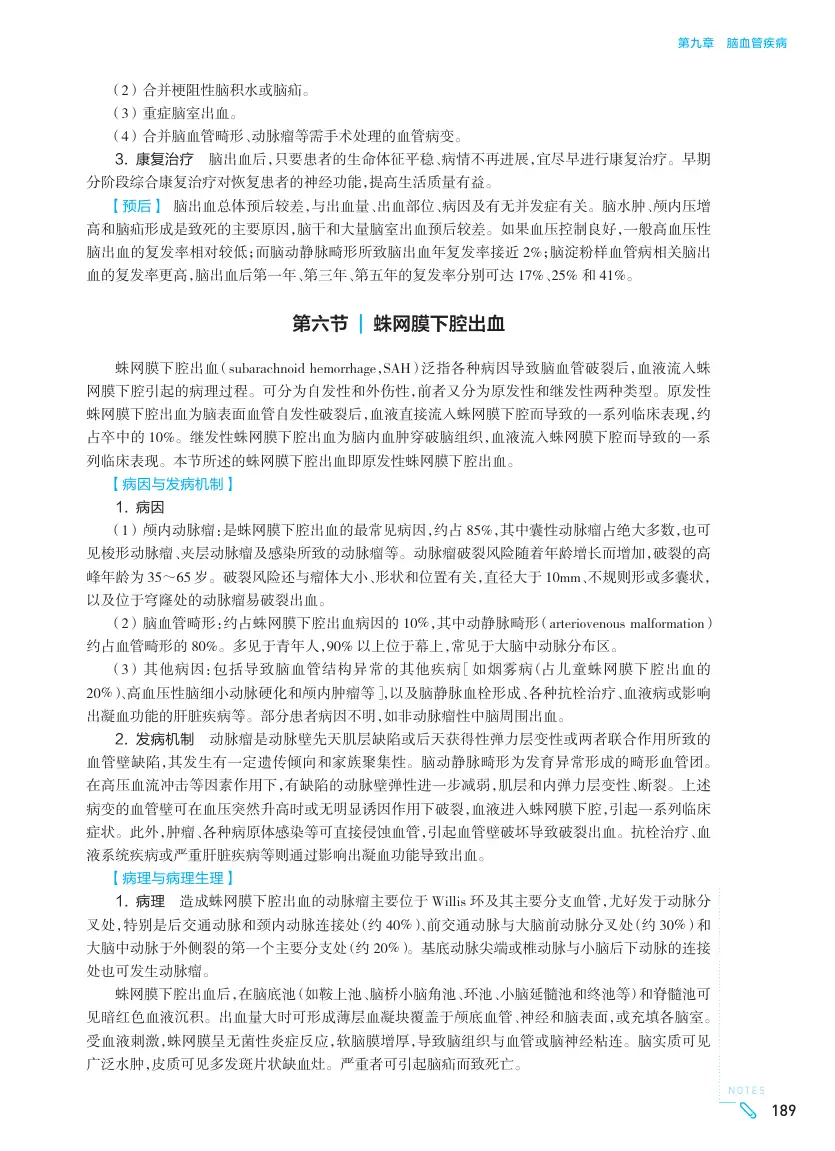 第九章　脑血管疾病
（2）合并梗阻性脑积水或脑疝。
（3）重症脑室出血。
（4）合并脑血管畸形、动脉瘤等需手术处理的血管病变。
3. 康复治疗　脑出血后,只要患者的生命体征平稳、病情不再进展,宜尽早进行康复治疗。早期
分阶段综合康复治疗对恢复患者的神经功能,提高生活质量有益。
【预后】 脑出血总体预后较差,与出血量、出血部位、病因及有无并发症有关。脑水肿、颅内压增
高和脑疝形成是致死的主要原因,脑干和大量脑室出血预后较差。如果血压控制良好,一般高血压性
脑出血的复发率相对较低;而脑动静脉畸形所致脑出血年复发率接近 2%;脑淀粉样血管病相关脑出
血的复发率更高,脑出血后第一年、第三年、第五年的复发率分别可达 17%、25% 和 41%。
第六节 | 蛛网膜下腔出血
蛛网膜下腔出血（subarachnoid hemorrhage,SAH）泛指各种病因导致脑血管破裂后,血液流入蛛
网膜下腔引起的病理过程。可分为自发性和外伤性,前者又分为原发性和继发性两种类型。原发性
蛛网膜下腔出血为脑表面血管自发性破裂后,血液直接流入蛛网膜下腔而导致的一系列临床表现,约
占卒中的 10%。继发性蛛网膜下腔出血为脑内血肿穿破脑组织,血液流入蛛网膜下腔而导致的一系
列临床表现。本节所述的蛛网膜下腔出血即原发性蛛网膜下腔出血。
【病因与发病机制】
1. 病因
（1）颅内动脉瘤:是蛛网膜下腔出血的最常见病因,约占 85%,其中囊性动脉瘤占绝大多数,也可
见梭形动脉瘤、夹层动脉瘤及感染所致的动脉瘤等。动脉瘤破裂风险随着年龄增长而增加,破裂的高
峰年龄为 35～65 岁。破裂风险还与瘤体大小、形状和位置有关,直径大于 10mm、不规则形或多囊状,
以及位于穹窿处的动脉瘤易破裂出血。
（2）脑血管畸形:约占蛛网膜下腔出血病因的 10%,其中动静脉畸形（arteriovenous malformation）
约占血管畸形的 80%。多见于青年人,90% 以上位于幕上,常见于大脑中动脉分布区。
（3）其他病因:包括导致脑血管结构异常的其他疾病［如烟雾病（占儿童蛛网膜下腔出血的
20%）、高血压性脑细小动脉硬化和颅内肿瘤等］,以及脑静脉血栓形成、各种抗栓治疗、血液病或影响
出凝血功能的肝脏疾病等。部分患者病因不明,如非动脉瘤性中脑周围出血。
2. 发病机制　动脉瘤是动脉壁先天肌层缺陷或后天获得性弹力层变性或两者联合作用所致的
血管壁缺陷,其发生有一定遗传倾向和家族聚集性。脑动静脉畸形为发育异常形成的畸形血管团。
在高压血流冲击等因素作用下,有缺陷的动脉壁弹性进一步减弱,肌层和内弹力层变性、断裂。上述
病变的血管壁可在血压突然升高时或无明显诱因作用下破裂,血液进入蛛网膜下腔,引起一系列临床
症状。此外,肿瘤、各种病原体感染等可直接侵蚀血管,引起血管壁破坏导致破裂出血。抗栓治疗、血
液系统疾病或严重肝脏疾病等则通过影响出凝血功能导致出血。
【病理与病理生理】
1. 病理　造成蛛网膜下腔出血的动脉瘤主要位于 Willis 环及其主要分支血管,尤好发于动脉分
叉处,特别是后交通动脉和颈内动脉连接处（约 40%）、前交通动脉与大脑前动脉分叉处（约 30%）和
大脑中动脉于外侧裂的第一个主要分支处（约 20%）。基底动脉尖端或椎动脉与小脑后下动脉的连接
处也可发生动脉瘤。
蛛网膜下腔出血后,在脑底池（如鞍上池、脑桥小脑角池、环池、小脑延髓池和终池等）和脊髓池可
见暗红色血液沉积。出血量大时可形成薄层血凝块覆盖于颅底血管、神经和脑表面,或充填各脑室。
受血液刺激,蛛网膜呈无菌性炎症反应,软脑膜增厚,导致脑组织与血管或脑神经粘连。脑实质可见
广泛水肿,皮质可见多发斑片状缺血灶。严重者可引起脑疝而致死亡。
NOTES
189